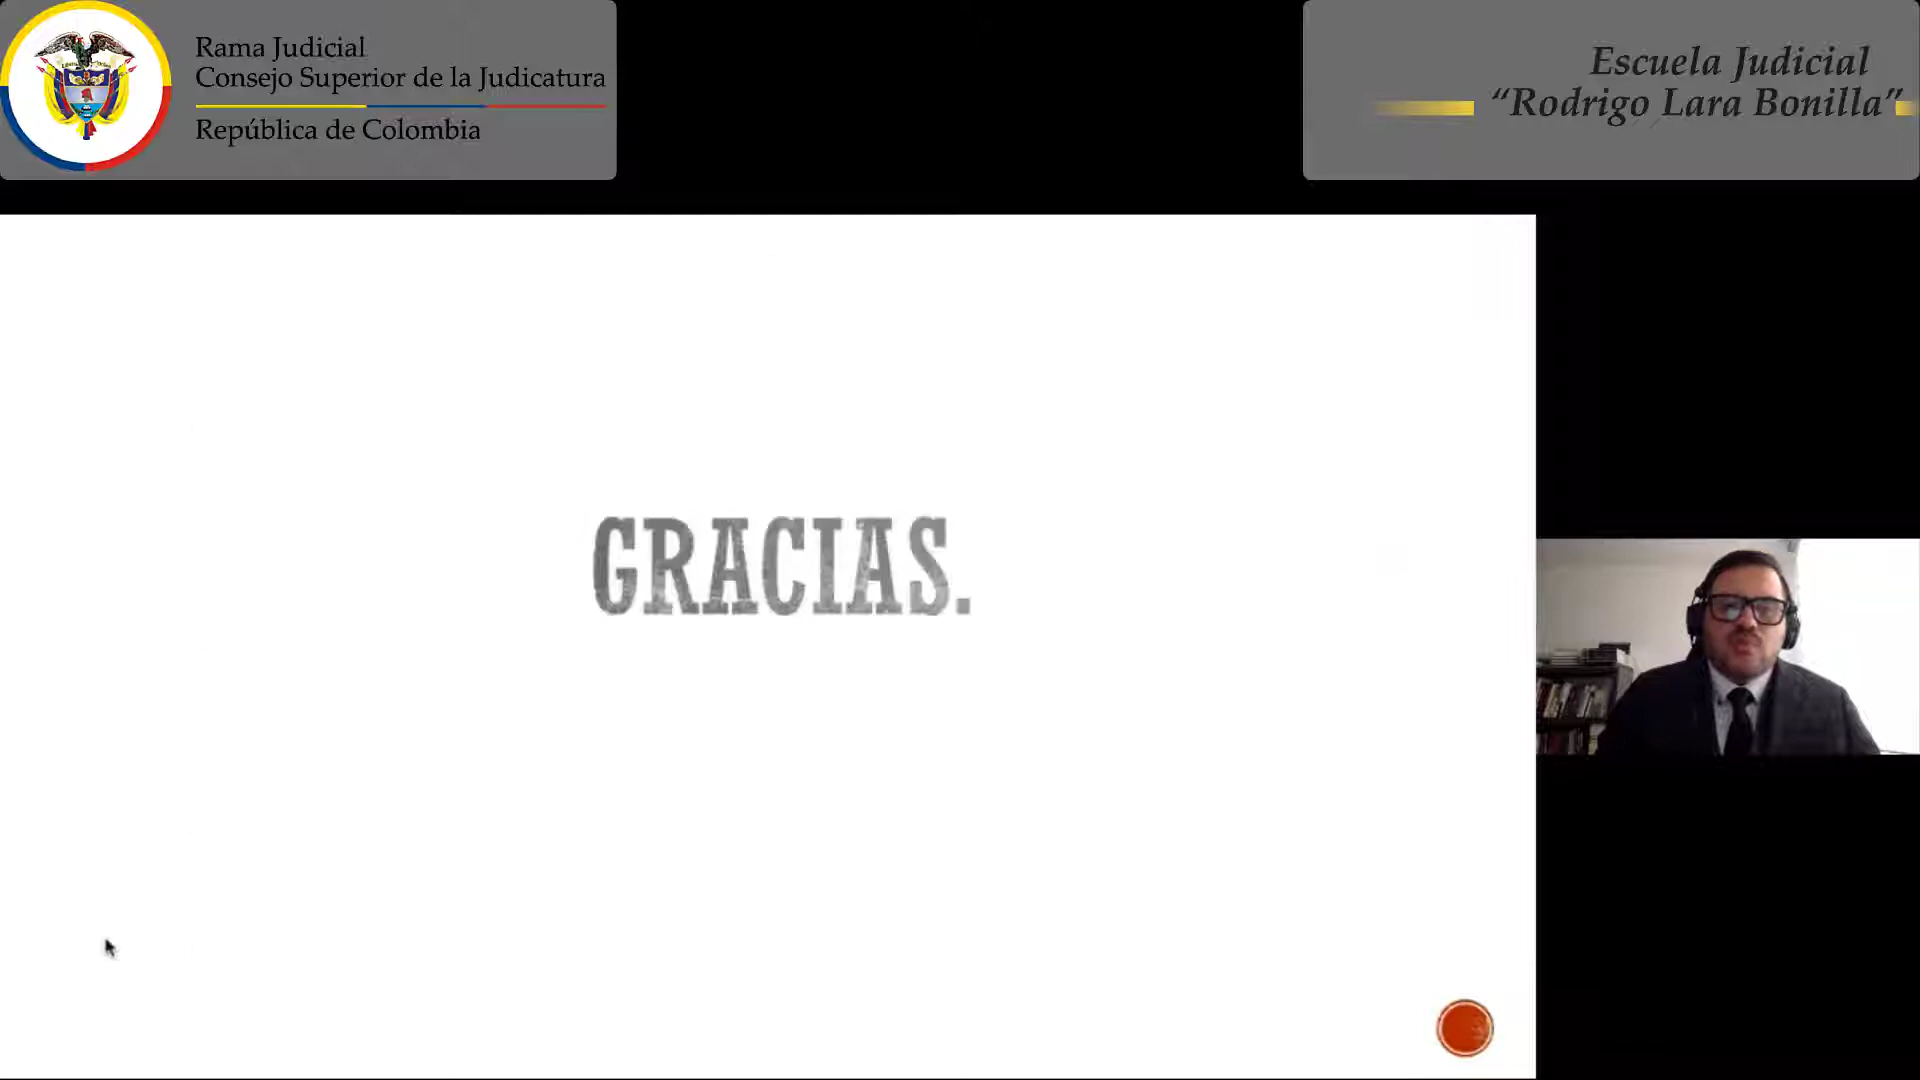 Rama Judicial
Consejo Superior de la Judicatura
República de Colombia
Escuela Judicial
“Rodrigo Lara Bonilla”
GRACIAS.